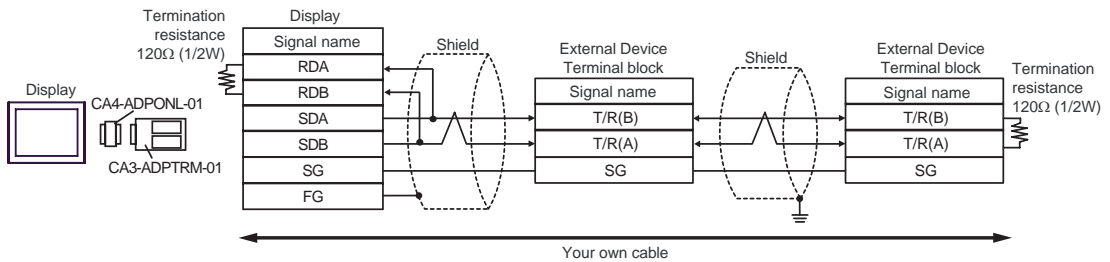 Termination
resistance
120Ω (1/2W)
Display
CA4-ADPONL-01
CA3-ADPTRM-01
Display
Signal name
RDA
RDB
SDA
SDB
SG
FG
Shield
External Device
Terminal block
Signal name
T/R(B)
T/R(A)
SG
Shield
External Device
Terminal block
Signal name
T/R(B)
T/R(A)
SG
Termination
resistance
120Ω (1/2W)
Your own cable